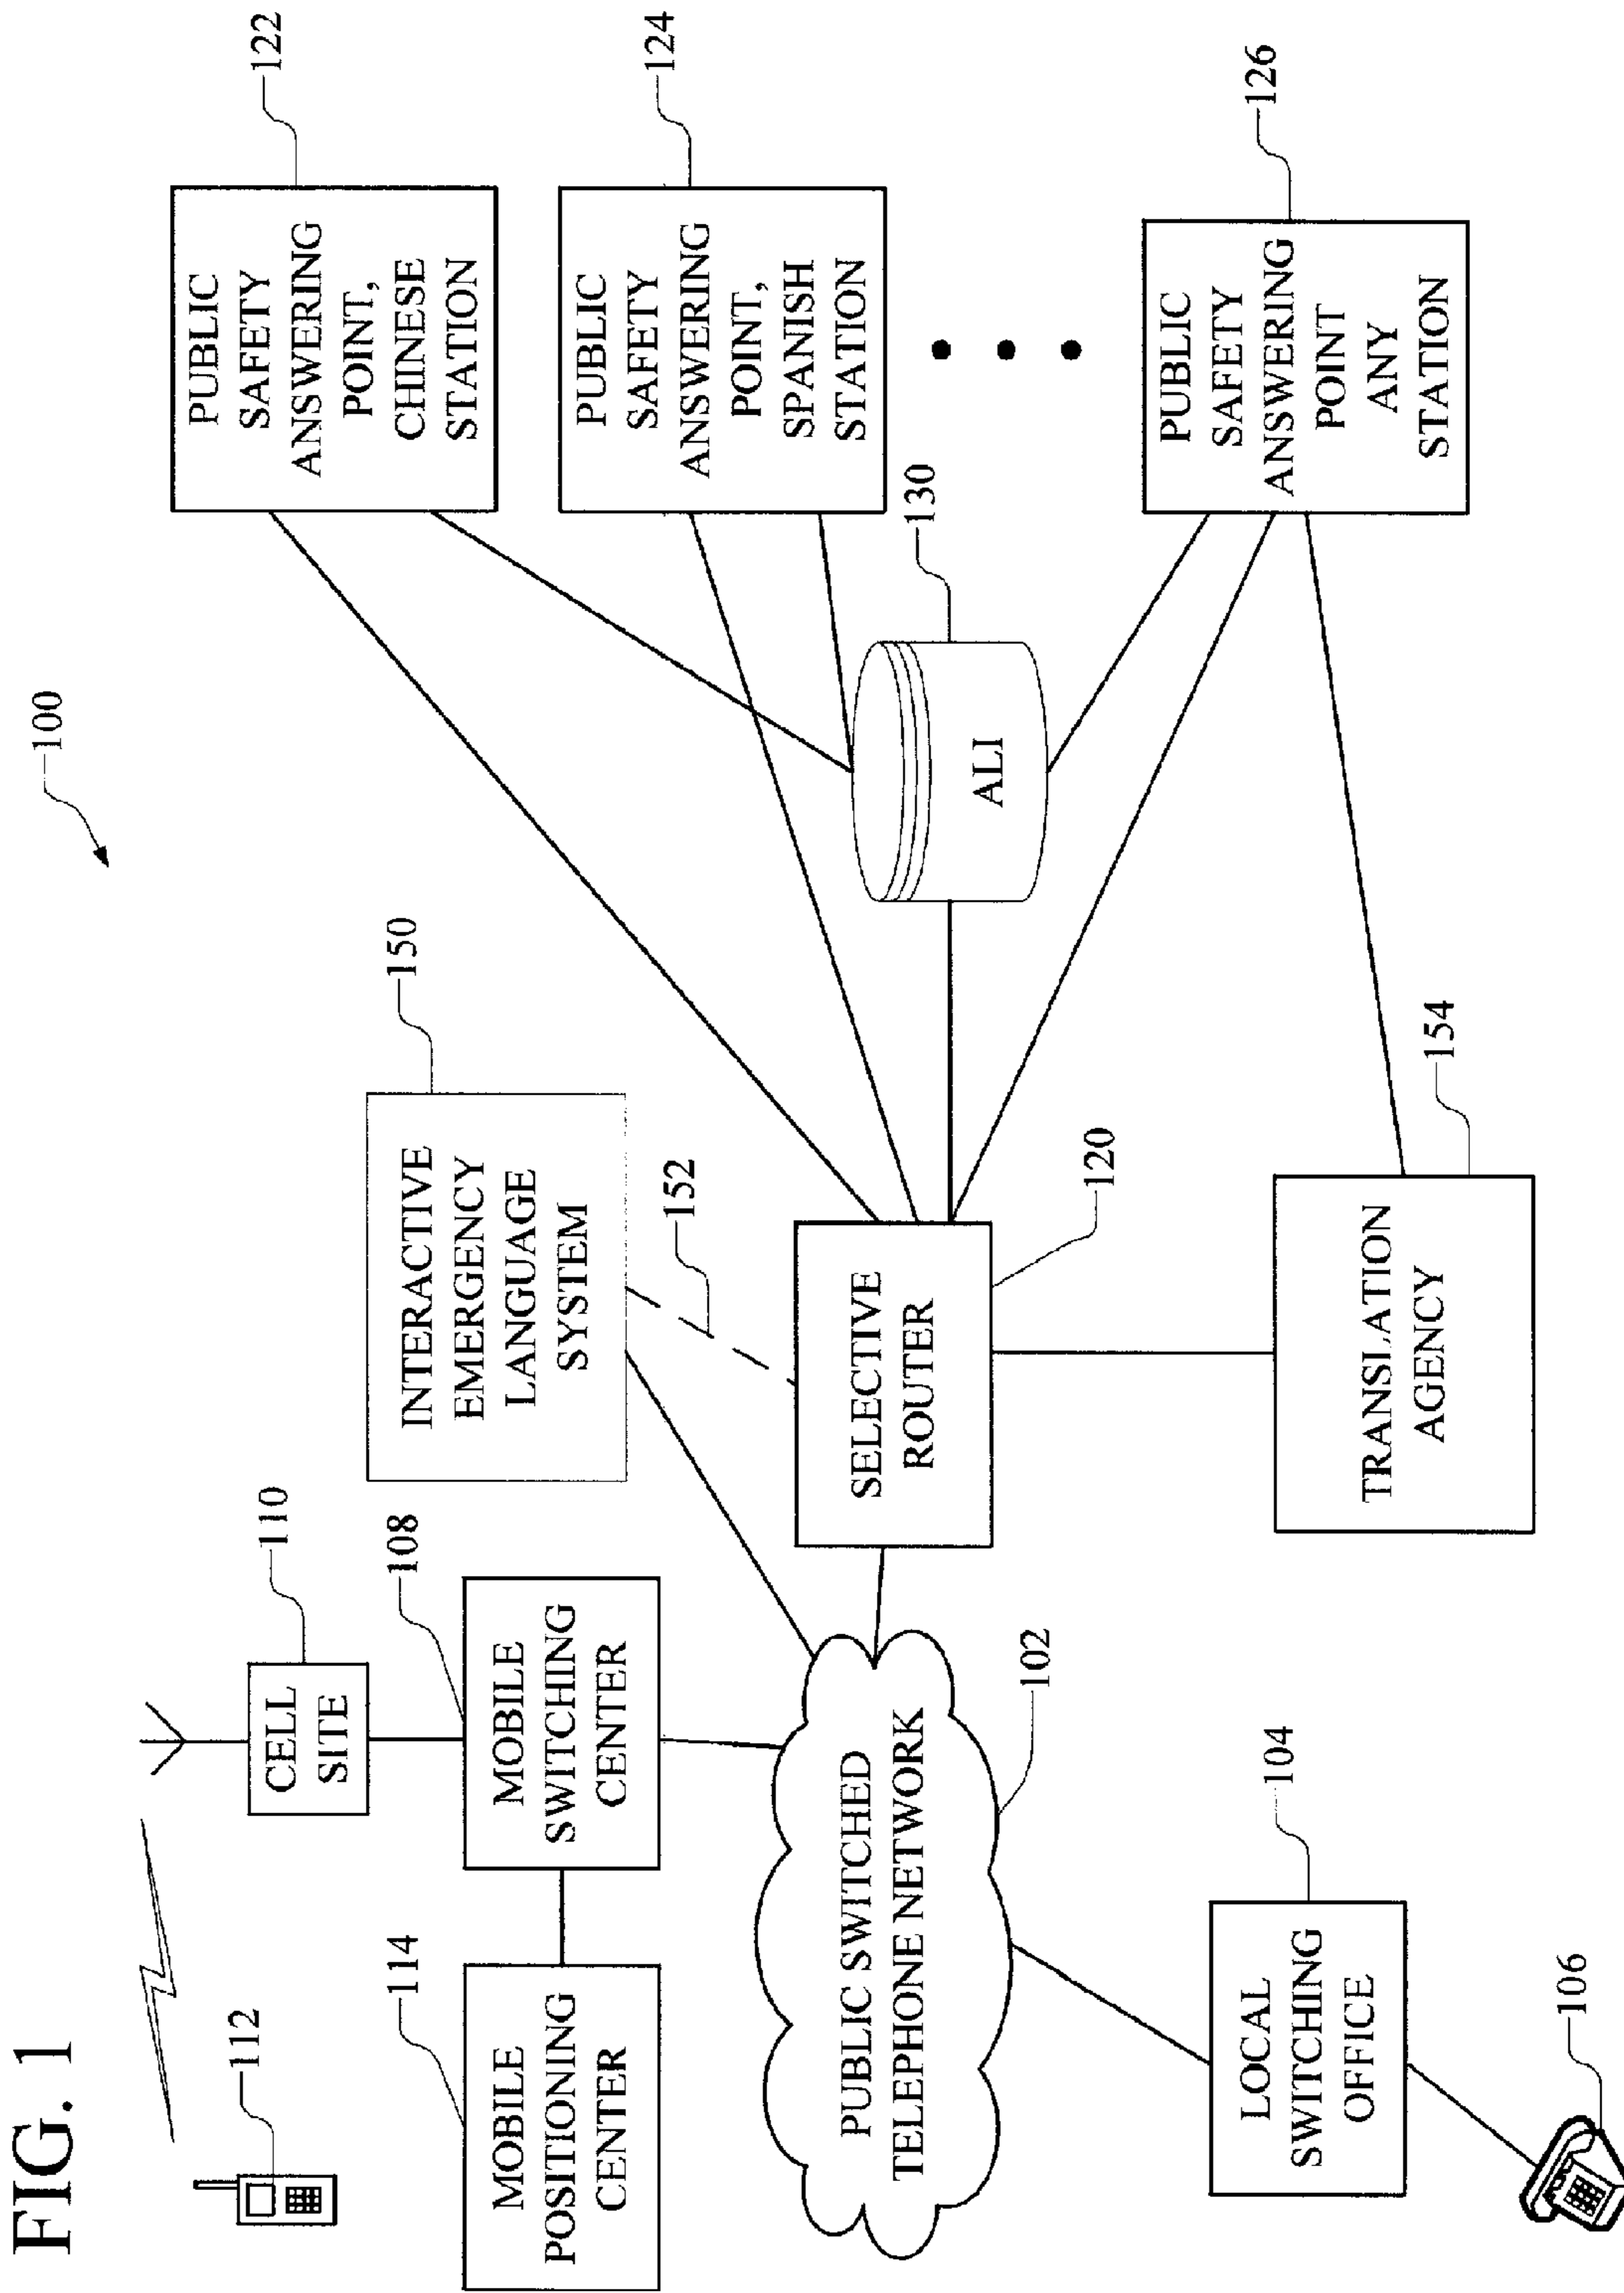 FIG. 1
100
112
CELL
SITE
110
114
MOBILE
POSITIONING
CENTER
MOBILE
SWITCHING
CENTER
108
INTERACTIVE
EMERGENCY
LANGUAGE
SYSTEM
150
152
PUBLIC
SAFETY
ANSWERING
POINT,
CHINESE
STATION
122
PUBLIC SWITCHED
TELEPHONE NETWORK
102
SELECTIVE
ROUTER
120
ALI
130
PUBLIC
SAFETY
ANSWERING
POINT,
SPANISH
STATION
124
LOCAL
SWITCHING
OFFICE
104
106
TRANSLATION
AGENCY
154
PUBLIC
SAFETY
ANSWERING
POINT
ANY
STATION
126